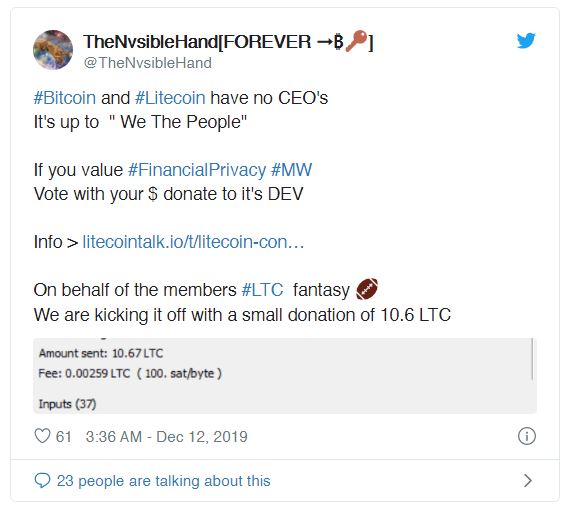 TheNvsibleHand[FOREVER →₿🔑]
@TheNvsibleHand
#Bitcoin and #Litecoin have no CEO's
It's up to " We The People"
If you value #FinancialPrivacy #MW
Vote with your $ donate to it's DEV
Info > litecointalk.io/t/litecoin-con…
On behalf of the members #LTC fantasy 🏈
We are kicking it off with a small donation of 10.6 LTC
Amount sent: 10.67 LTC
Fee: 0.00259 LTC ( 100. sat/byte )
Inputs (37)
61 3:36 AM - Dec 12, 2019
23 people are talking about this